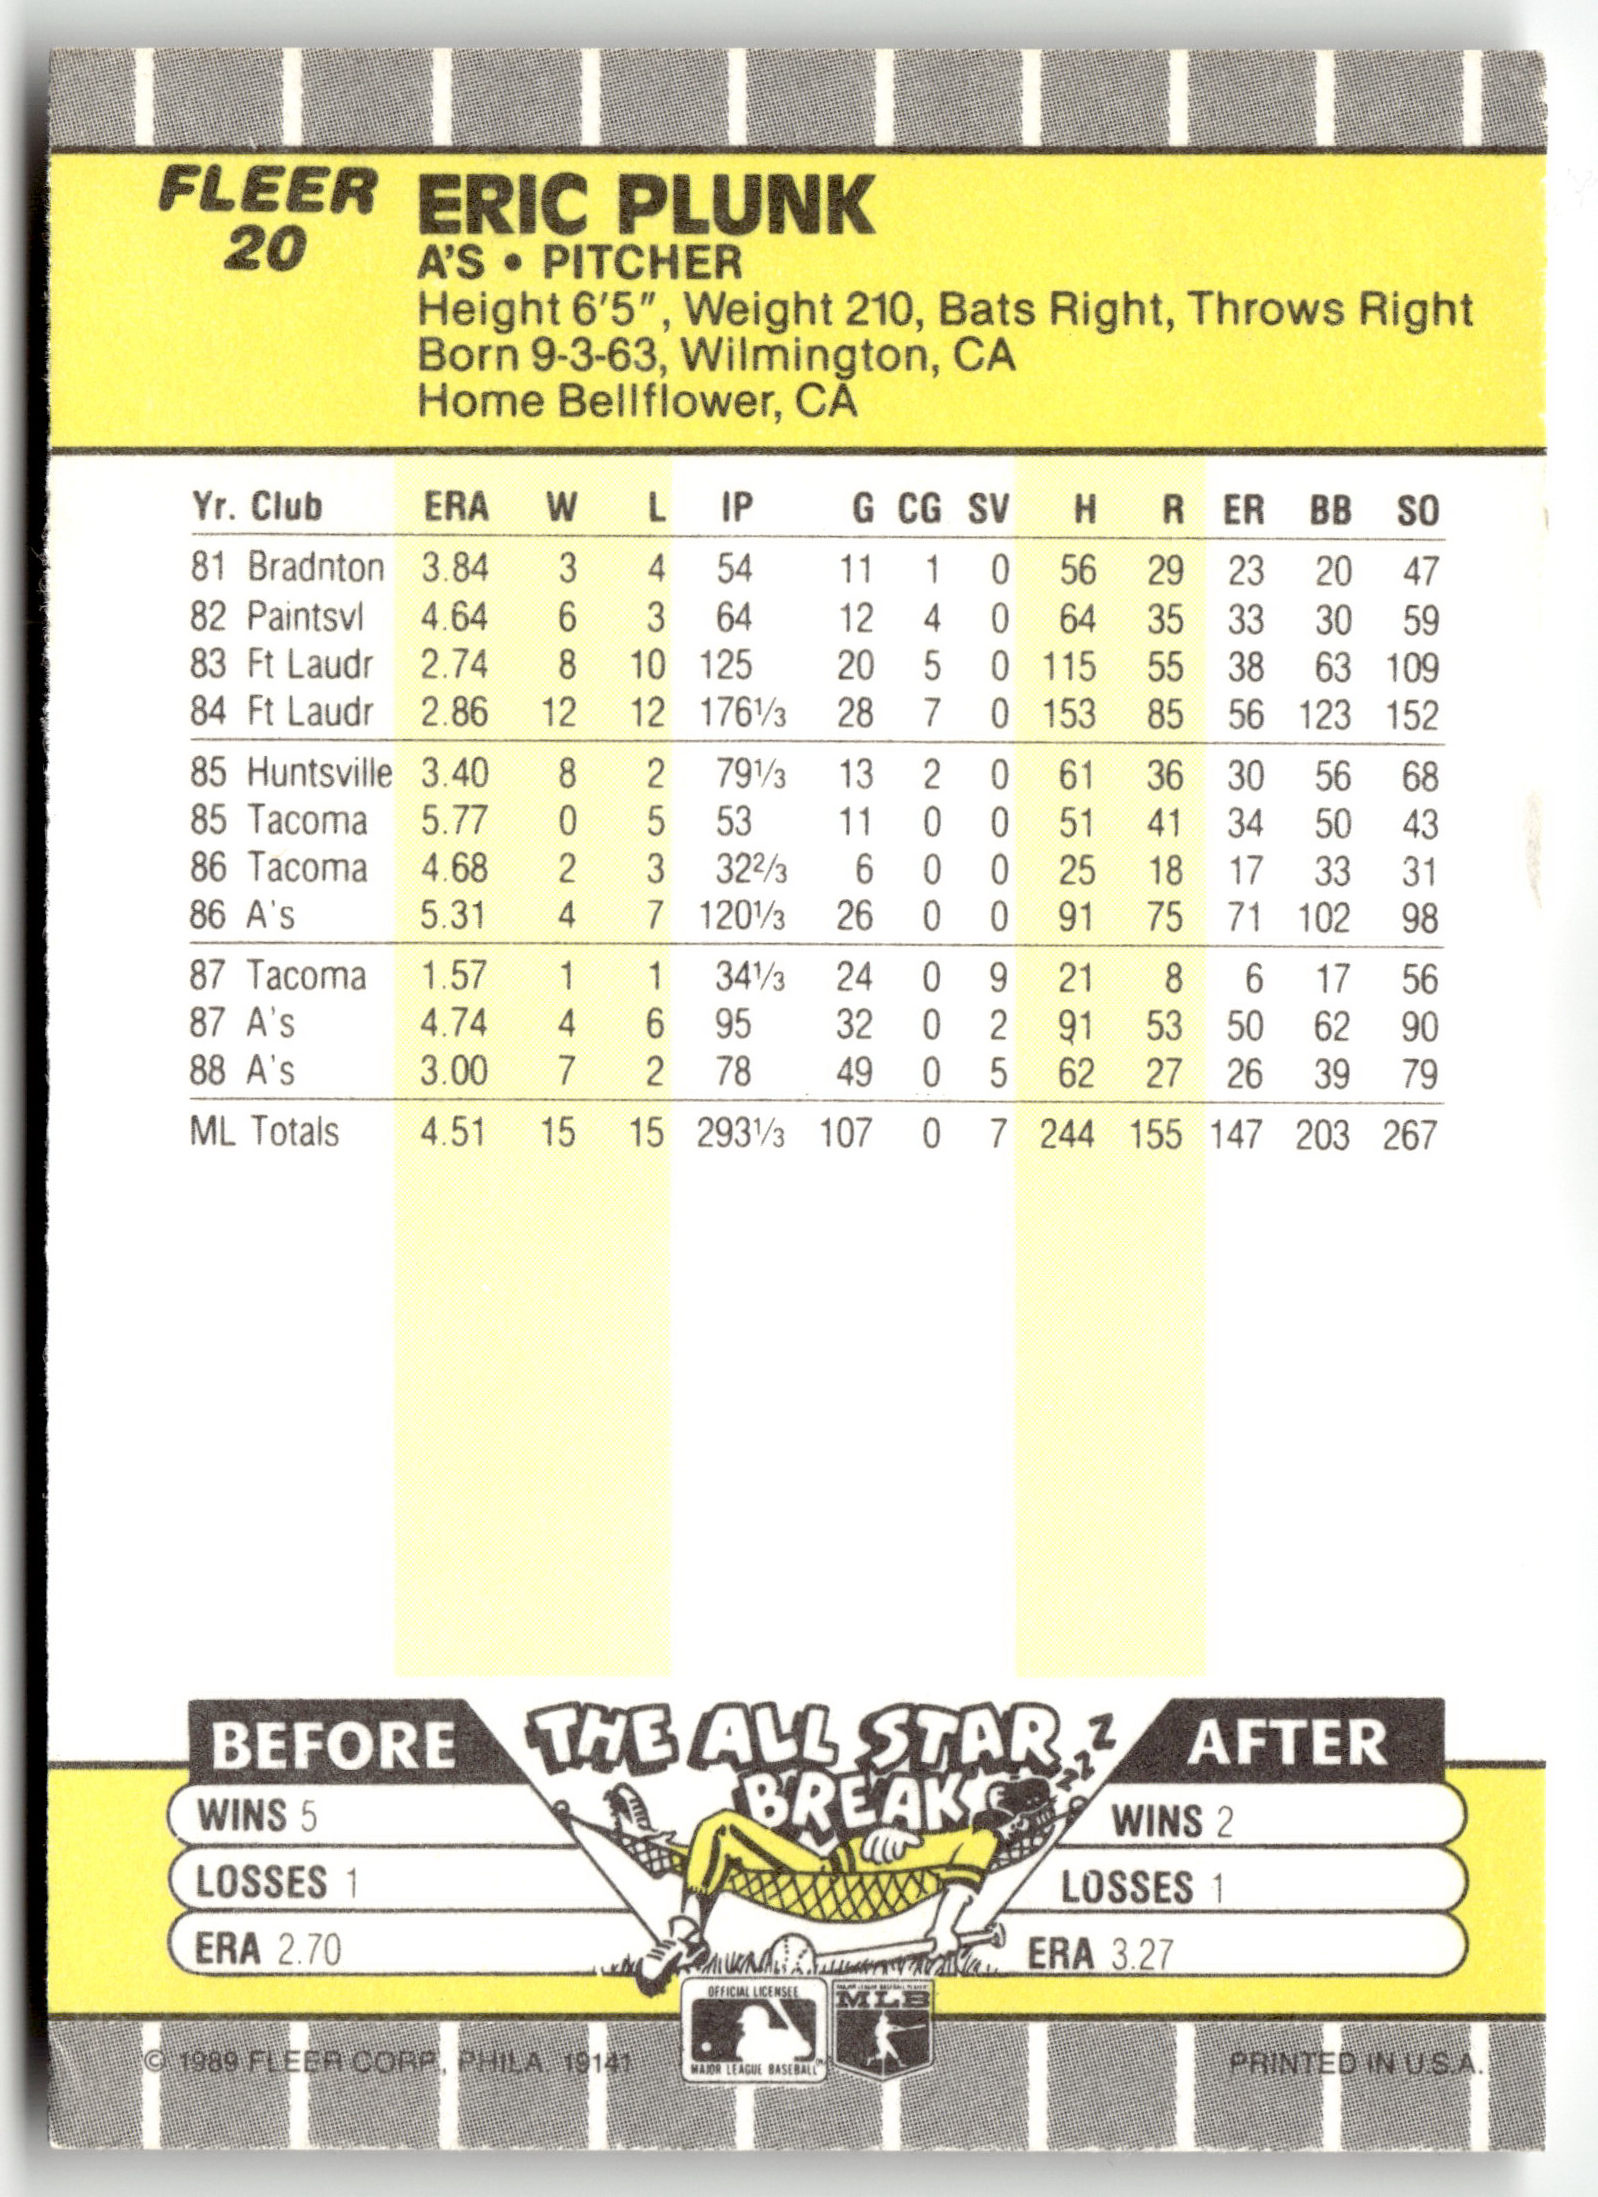 FLEER
20
ERIC PLUNK
A'S • PITCHER
Height 6'5", Weight 210, Bats Right, Throws Right
Born 9-3-63, Wilmington, CA
Home Bellflower, CA
Yr. Club ERA W L IP G CG SV H R ER BB SO
81 Bradnton 3.84 3 4 54 11 1 0 56 29 23 20 47
82 Paintsvl 4.64 6 3 64 12 4 0 64 35 33 30 59
83 Ft Laudr 2.74 8 10 125 20 5 0 115 55 38 63 109
84 Ft Laudr 2.86 12 12 176⅓ 28 7 0 153 85 56 123 152
85 Huntsville 3.40 8 2 79⅓ 13 2 0 61 36 30 56 68
85 Tacoma 5.77 0 5 53 11 0 0 51 41 34 50 43
86 Tacoma 4.68 2 3 32⅔ 6 0 0 25 18 17 33 31
86 A's 5.31 4 7 120⅓ 26 0 0 91 75 71 102 98
87 Tacoma 1.57 1 1 34⅓ 24 0 9 21 8 6 17 56
87 A's 4.74 4 6 95 32 0 2 91 53 50 62 90
88 A's 3.00 7 2 78 49 0 5 62 27 26 39 79
ML Totals 4.51 15 15 293⅓ 107 0 7 244 155 147 203 267
BEFORE THE ALL STAR BREAK ZZZ AFTER
WINS 5 WINS 2
LOSSES 1 LOSSES 1
ERA 2.70 ERA 3.27
OFFICIAL LICENSEE
MAJOR LEAGUE BASEBALL
MAJOR LEAGUE BASEBALL PLAYERS
MLB
© 1989 FLEER CORP., PHILA. 19141 PRINTED IN U.S.A.